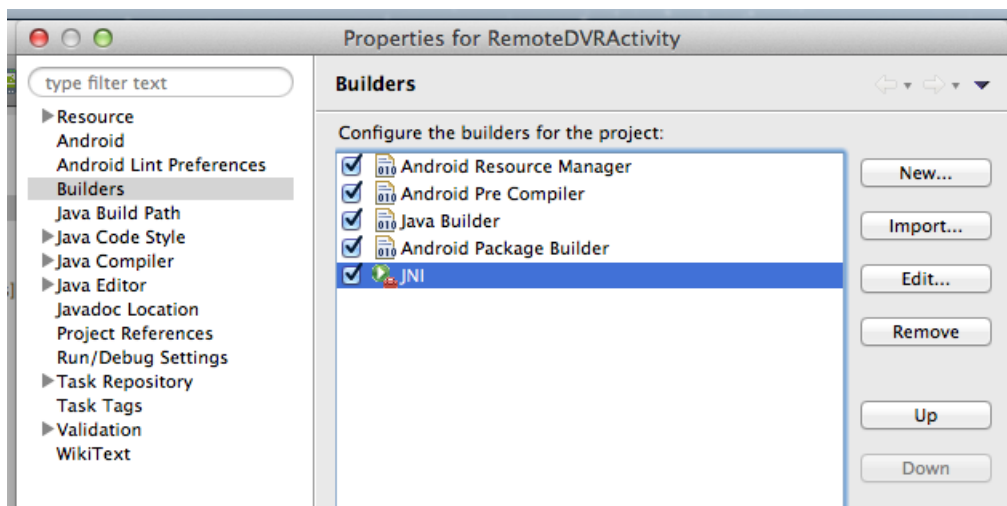 Properties for RemoteDVRActivity
type filter text
Resource
Android
Android Lint Preferences
Builders
Java Build Path
Java Code Style
Java Compiler
Java Editor
Javadoc Location
Project References
Run/Debug Settings
Task Repository
Task Tags
Validation
WikiText
Builders
Configure the builders for the project:
Android Resource Manager
Android Pre Compiler
Java Builder
Android Package Builder
JNI
New...
Import...
Edit...
Remove
Up
Down